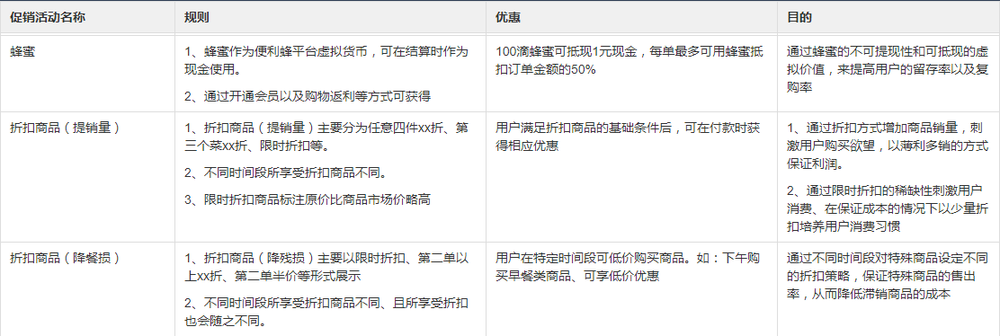 促销活动名称
规则
优惠
目的
蜂蜜
1、蜂蜜作为便利蜂平台虚拟货币，可在结算时作为
现金使用。
2、通过开通会员以及购物返利等方式可获得
100滴蜂蜜可抵现1元现金，每单最多可用蜂蜜抵
扣订单金额的50%
通过蜂蜜的不可提现性和可抵现的虚
拟价值，来提高用户的留存率以及复
购率
折扣商品（提销量）
1、折扣商品（提销量）主要分为任意四件xx折、第
三个菜xx折、限时折扣等。
2、不同时间段所享受折扣商品不同。
3、限时折扣商品标注原价比商品市场价略高
用户满足折扣商品的基础条件后，可在付款时获
得相应优惠
1、通过折扣方式增加商品销量，刺
激用户购买欲望，以薄利多销的方式
保证利润。
2、通过限时折扣的稀缺性刺激用户
消费、在保证成本的情况下以少量折
扣培养用户消费习惯
折扣商品（降餐损）
1、折扣商品（降残损）主要以限时折扣、第二单以
上xx折、第二单半价等形式展示
2、不同时间段所享受折扣商品不同、且所享受折扣
也会随之不同。
用户在特定时间段可低价购买商品。如：下午购
买早餐类商品、可享低价优惠
通过不同时间段对特殊商品设定不同
的折扣策略，保证特殊商品的售出
率，从而降低滞销商品的成本